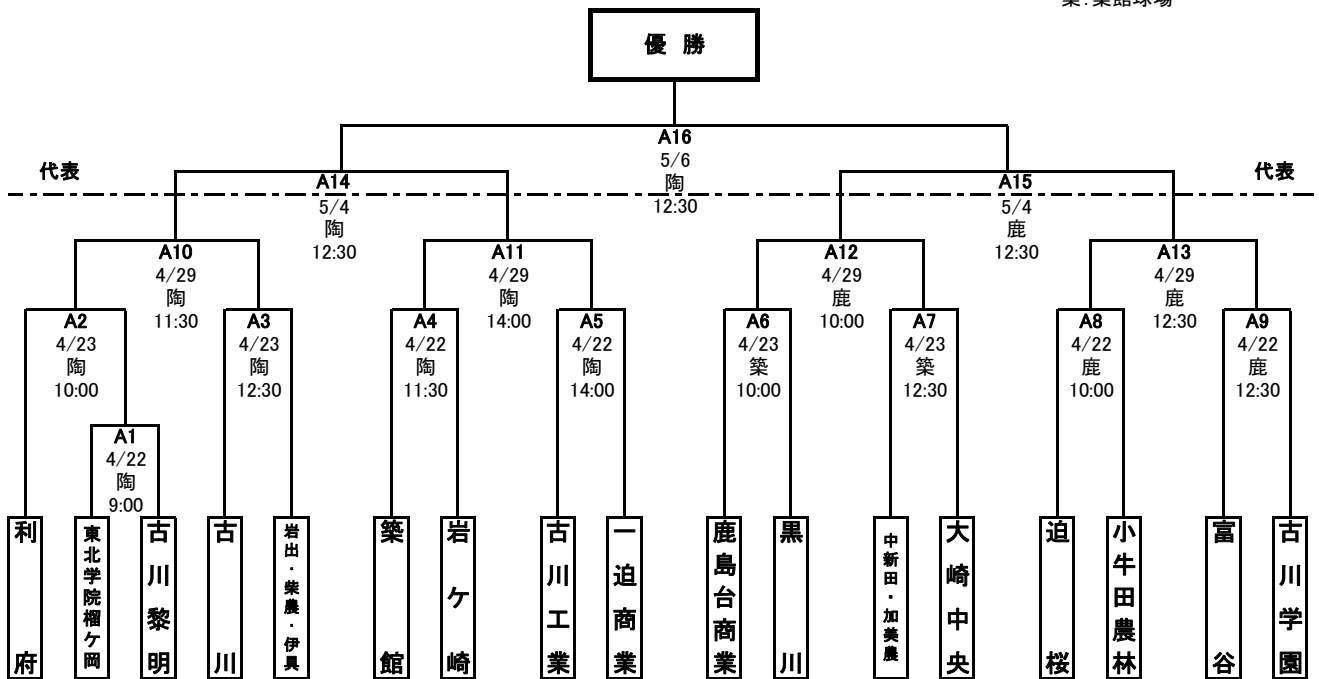 築：築館球場
優 勝
A16
5/6
陶
12:30
代表
代表
A14
5/4
陶
12:30
A15
5/4
鹿
12:30
A10
4/29
陶
11:30
A11
4/29
陶
14:00
A12
4/29
鹿
10:00
A13
4/29
鹿
12:30
A2
4/23
陶
10:00
A3
4/23
陶
12:30
A4
4/22
陶
11:30
A5
4/22
陶
14:00
A6
4/23
築
10:00
A7
4/23
築
12:30
A8
4/22
鹿
10:00
A9
4/22
鹿
12:30
A1
4/22
陶
9:00
利府
東北学院榴ケ岡
古川黎明
古川
岩出・柴農・伊具
築館
岩ケ崎
古川工業
一迫商業
鹿島台商業
黒川
中新田・加美農
大崎中央
迫桜
小牛田農林
富谷
古川学園